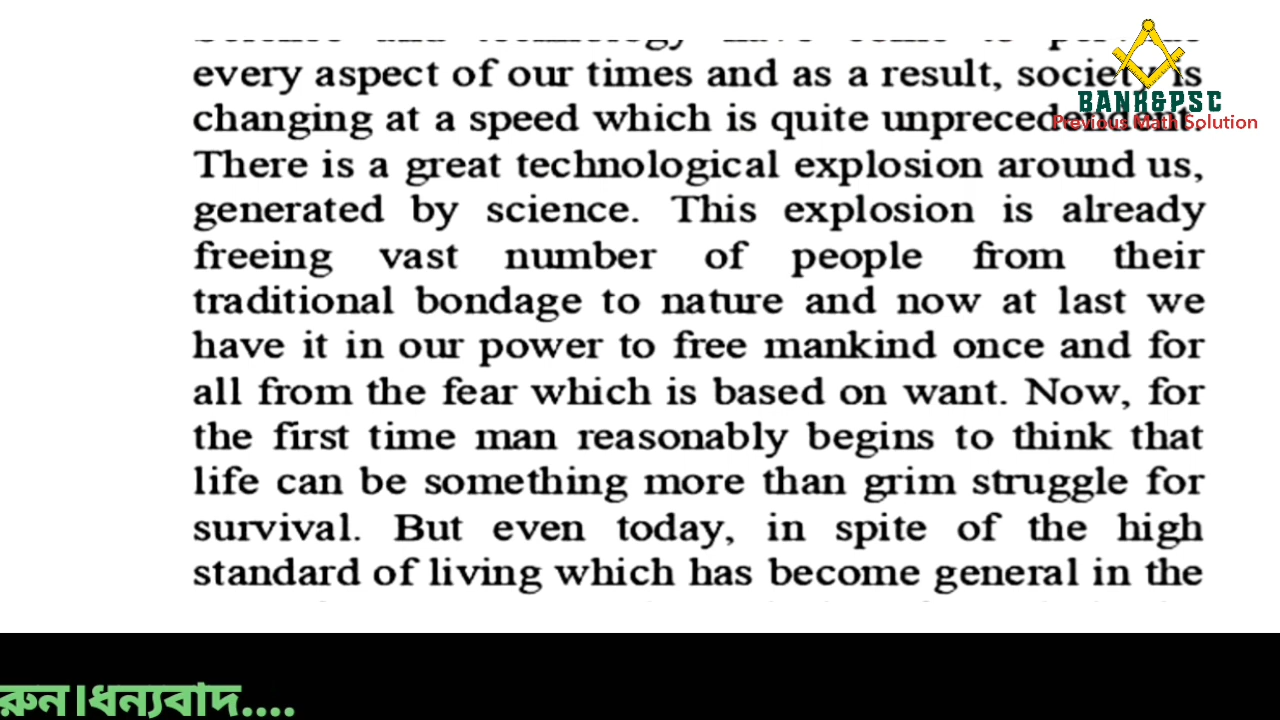 every aspect of our times and as a result, society is
changing at a speed which is quite
There is a great technological explosion around us,
generated by science. This explosion is already
freeing vast number of people from their
traditional bondage to nature and now at last we
have it in our power to free mankind once and for
all from the fear which is based on want. Now, for
the first time man reasonably begins to think that
life can be something more than grim struggle for
survival. But even today, in spite of the high
standard of living which has become general in the
BANK&PSC
Previous Math Solution
রুন।ধন্যবাদ....